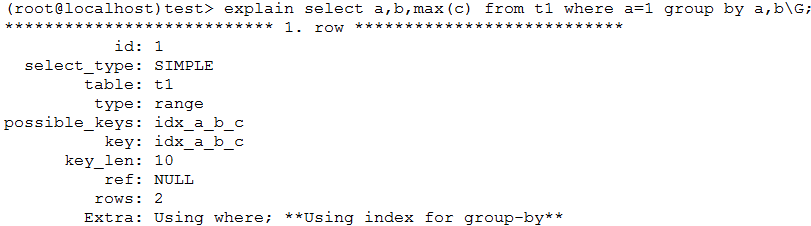 (root@localhost)test> explain select a,b,max(c) from t1 where a=1 group by a,b\G;
*************************** 1. row ***************************
id: 1
select_type: SIMPLE
table: t1
type: range
possible_keys: idx_a_b_c
key: idx_a_b_c
key_len: 10
ref: NULL
rows: 2
Extra: Using where; **Using index for group-by**